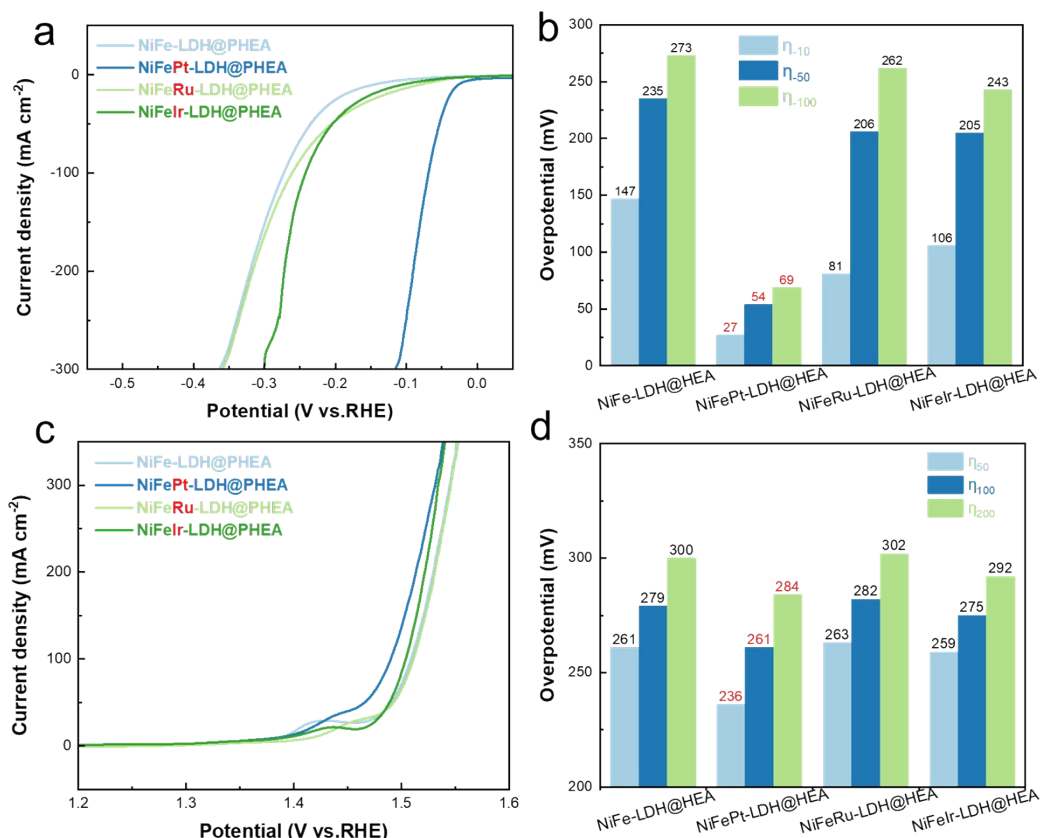 a
NiFe-LDH@PHEA
NiFePt-LDH@PHEA
NiFeRu-LDH@PHEA
NiFeIr-LDH@PHEA
0
-100
-200
-300
Current density (mA cm-2)
-0.5
-0.4
-0.3
-0.2
-0.1
0.0
Potential (V vs.RHE)
b
η-10
η-50
η-100
300
250
200
150
100
50
0
Overpotential (mV)
147
235
273
27
54
69
81
206
262
106
205
243
NiFe-LDH@HEA
NiFePt-LDH@HEA
NiFeRu-LDH@HEA
NiFeIr-LDH@HEA
c
NiFe-LDH@PHEA
NiFePt-LDH@PHEA
NiFeRu-LDH@PHEA
NiFeIr-LDH@PHEA
300
200
100
0
Current density (mA cm-2)
1.2
1.3
1.4
1.5
1.6
Potential (V vs.RHE)
d
η50
η100
η200
350
300
250
200
Overpotential (mV)
261
279
300
236
261
284
263
282
302
259
275
292
NiFe-LDH@HEA
NiFePt-LDH@HEA
NiFeRu-LDH@HEA
NiFeIr-LDH@HEA